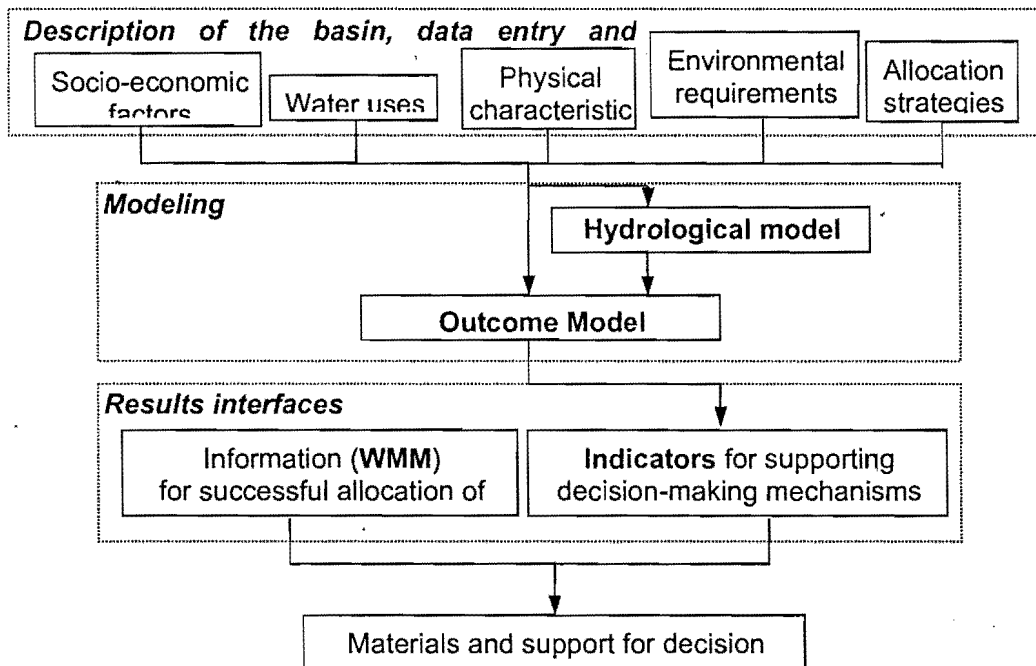 Description of the basin, data entry and
Socio-economic
factors
Water uses
Physical
characteristic
Environmental
requirements
Allocation
strategies
Modeling
Hydrological model
Outcome Model
Results interfaces
Information (WMM)
for successful allocation of
Indicators for supporting
decision-making mechanisms
Materials and support for decision